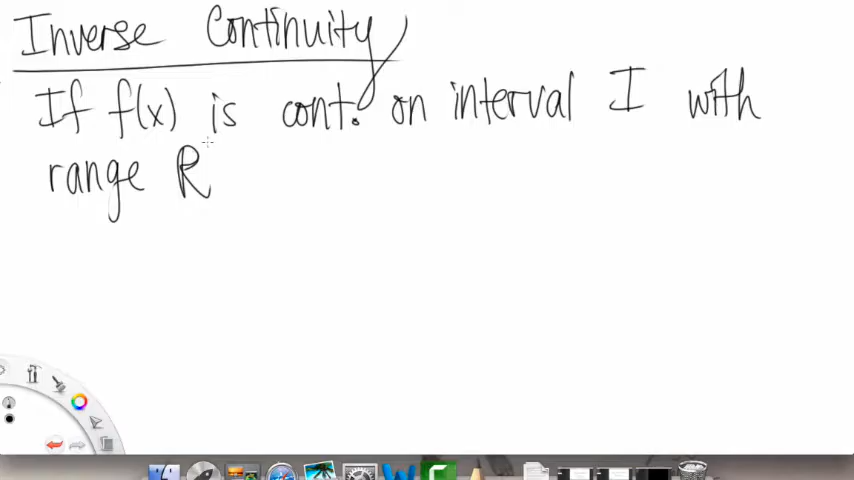 Inverse Continuity
If f(x) is cont. on interval I with
range R